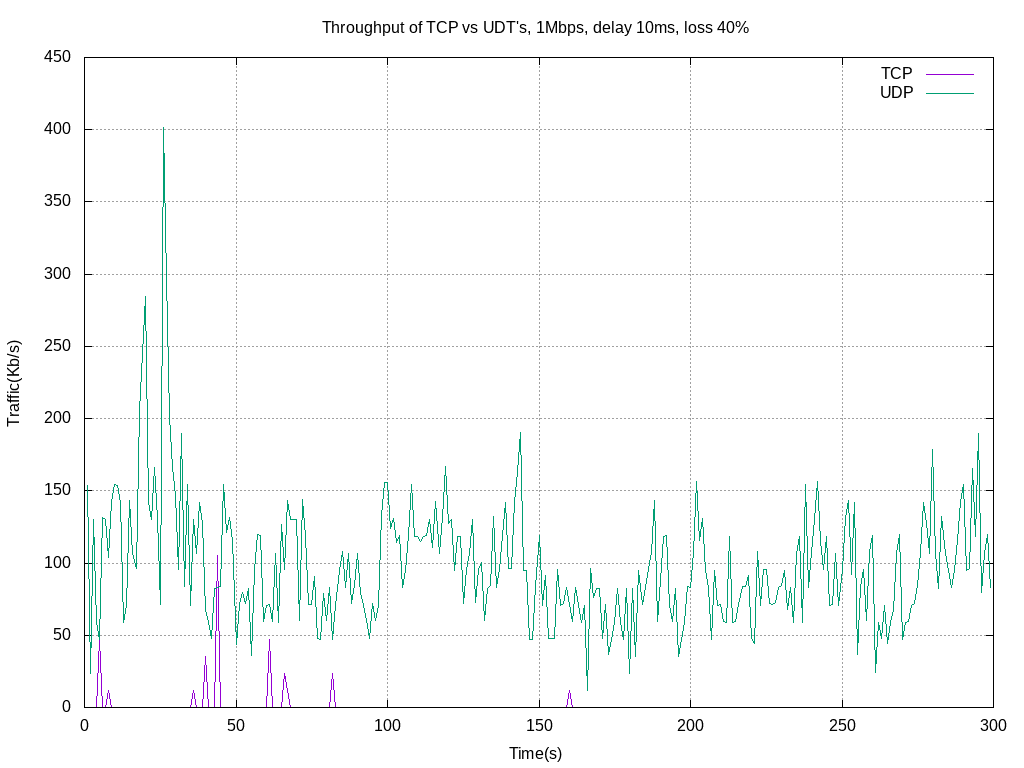 Throughput of TCP vs UDT's, 1Mbps, delay 10ms, loss 40%
TCP
UDP
450
400
350
300
250
200
150
100
50
0
Traffic(Kb/s)
0 50 100 150 200 250 300
Time(s)